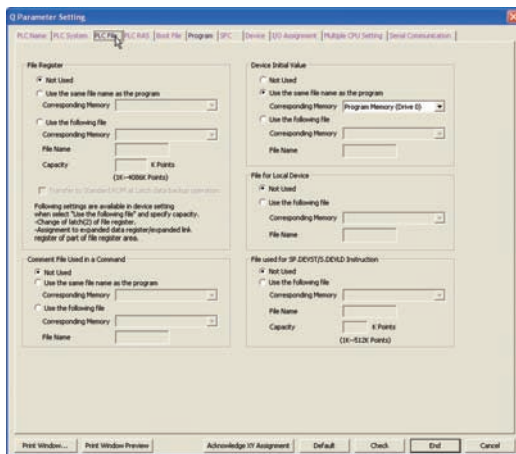 Q Parameter Setting
PLC Name PLC System PLC File PLC RAS Boot File Program SFC Device I/O Assignment Multiple CPU Setting Serial Communication
File Register
Not Used
Use the same file name as the program
Corresponding Memory
Use the following file
Corresponding Memory
File Name
Capacity K Points
(1K~4086K Points)
Transfer to Standard ROM at Latch data backup operation
Following settings are available in device setting
when select "Use the following file" and specify capacity.
-Change of latch(2) of file register.
-Assignment to expanded data register/expanded link
register of part of file register area.
Comment File Used in a Command
Not Used
Use the same file name as the program
Corresponding Memory
Use the following file
Corresponding Memory
File Name
Device Initial Value
Not Used
Use the same file name as the program
Corresponding Memory Program Memory (Drive 0)
Use the following file
Corresponding Memory
File Name
File for Local Device
Not Used
Use the following file
Corresponding Memory
File Name
File used for SP.DEVST/S.DEVLD Instruction
Not Used
Use the following file
Corresponding Memory
File Name
Capacity K Points
(1K~512K Points)
Print Window... Print Window Preview Acknowledge XY Assignment Default Check End Cancel